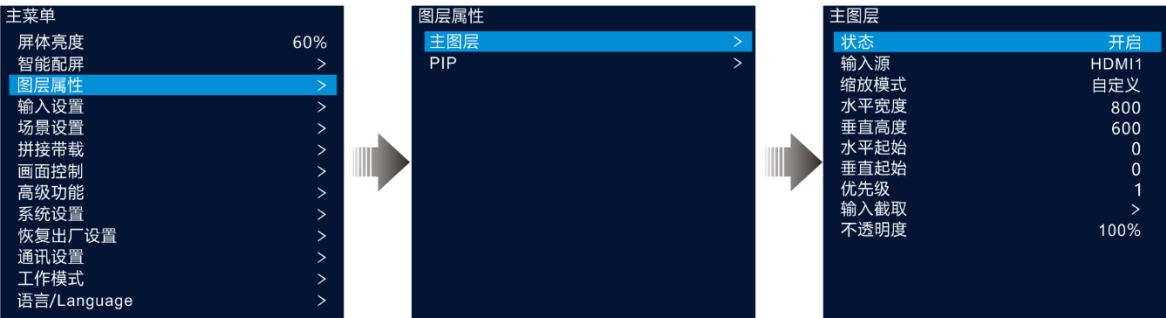 主菜单
屏体亮度 60%
智能配屏 >
图层属性 >
输入设置 >
场景设置 >
拼接带载 >
画面控制 >
高级功能 >
系统设置 >
恢复出厂设置 >
通讯设置 >
工作模式 >
语言/Language >
图层属性
主图层 >
PIP >
主图层
状态 开启
输入源 HDMI1
缩放模式 自定义
水平宽度 800
垂直高度 600
水平起始 0
垂直起始 0
优先级 1
输入截取 >
不透明度 100%